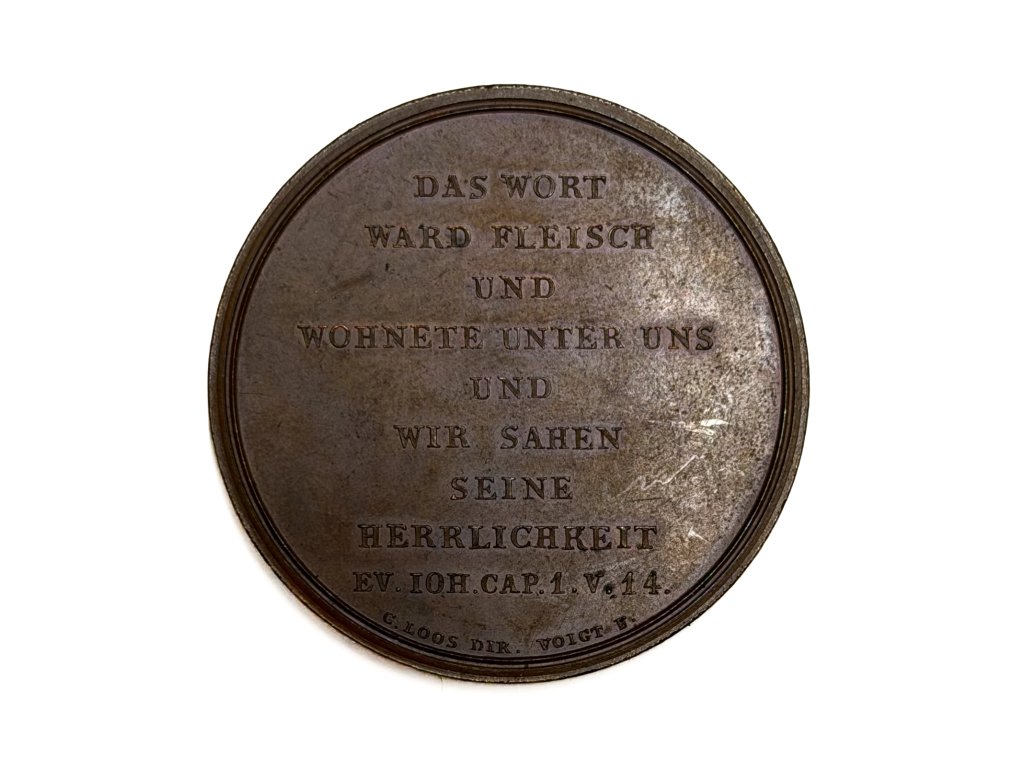 DAS WORT
WARD FLEISCH
UND
WOHNETE UNTER UNS
UND
WIR SAHEN
SEINE
HERRLICHKEIT
EV. IOH. CAP. 1. V. 14.
C. LOOS DIR. VOIGT F.